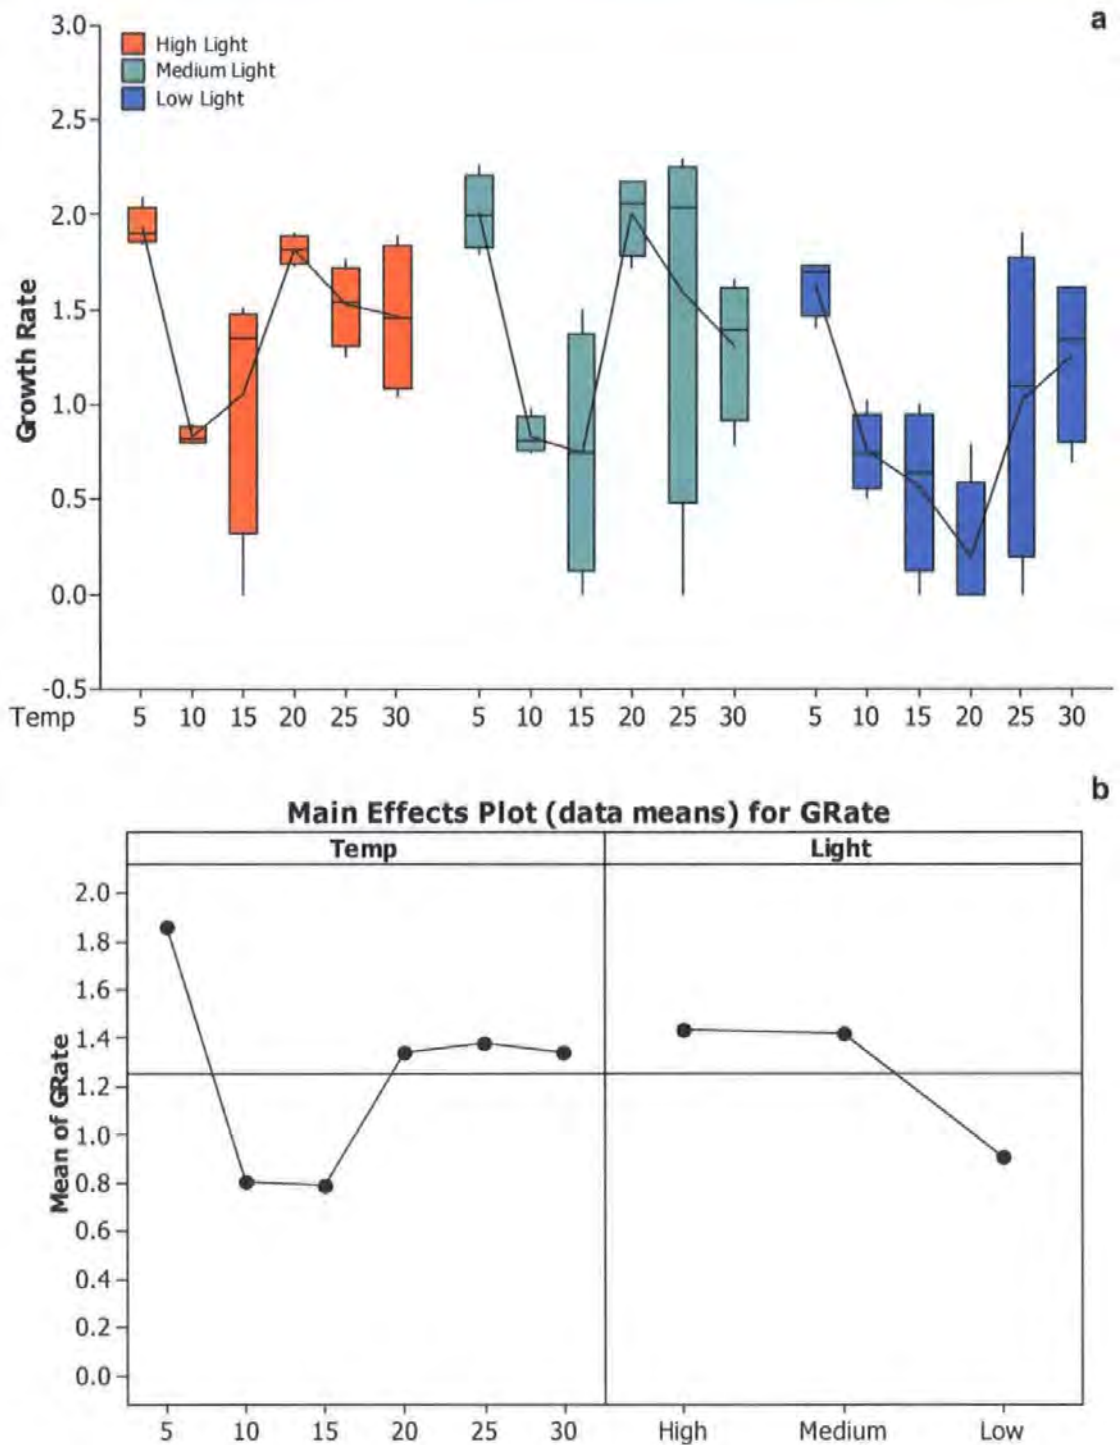 a
3.0
High Light
Medium Light
Low Light
2.5
2.0
1.5
1.0
0.5
0.0
-0.5
Growth Rate
Temp 5 10 15 20 25 30 5 10 15 20 25 30 5 10 15 20 25 30
b
Main Effects Plot (data means) for GRate
Temp Light
2.0
1.8
1.6
1.4
1.2
1.0
0.8
0.6
0.4
0.2
0.0
Mean of GRate
5 10 15 20 25 30 High Medium Low